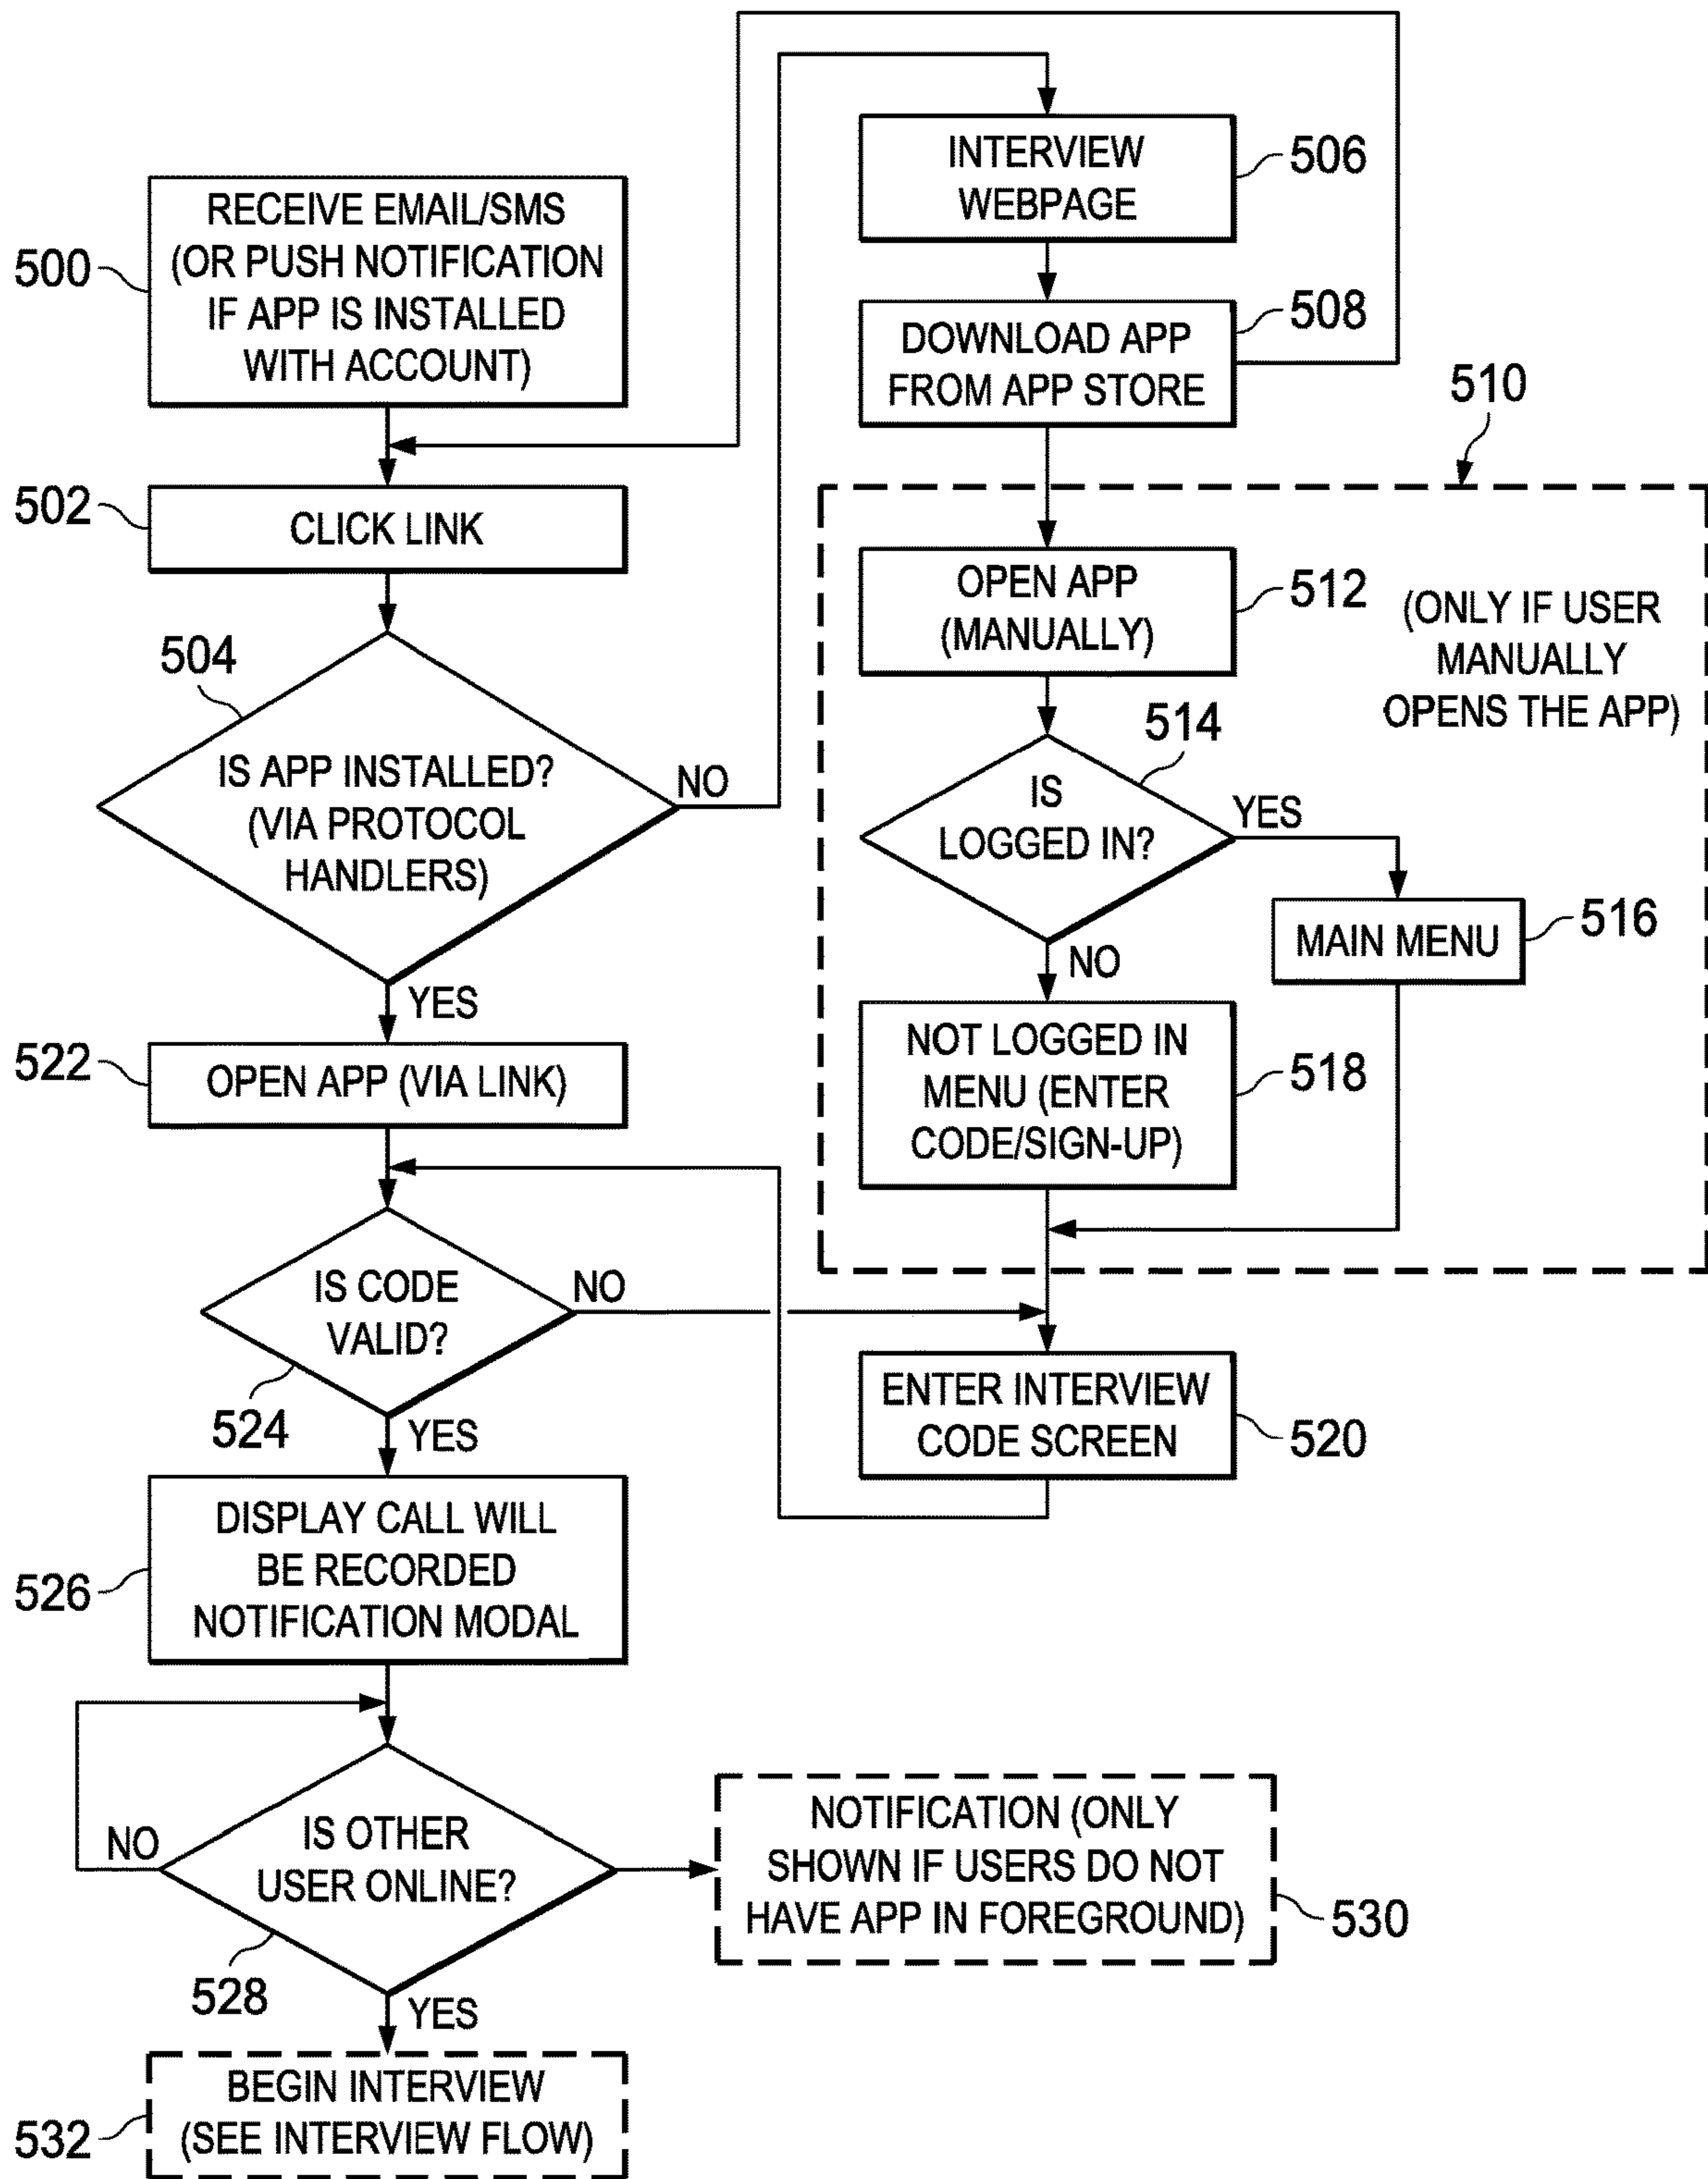 500
RECEIVE EMAIL/SMS
(OR PUSH NOTIFICATION
IF APP IS INSTALLED
WITH ACCOUNT)
502
CLICK LINK
504
IS APP INSTALLED?
(VIA PROTOCOL
HANDLERS)
NO
YES
INTERVIEW
WEBPAGE
506
DOWNLOAD APP
FROM APP STORE
508
510
OPEN APP
(MANUALLY)
512
(ONLY IF USER
MANUALLY
OPENS THE APP)
514
IS
LOGGED IN?
YES
NO
MAIN MENU
516
NOT LOGGED IN
MENU (ENTER
CODE/SIGN-UP)
518
522
OPEN APP (VIA LINK)
IS CODE
VALID?
NO
524
YES
ENTER INTERVIEW
CODE SCREEN
520
526
DISPLAY CALL WILL
BE RECORDED
NOTIFICATION MODAL
NO
IS OTHER
USER ONLINE?
528
YES
NOTIFICATION (ONLY
SHOWN IF USERS DO NOT
HAVE APP IN FOREGROUND)
530
532
BEGIN INTERVIEW
(SEE INTERVIEW FLOW)